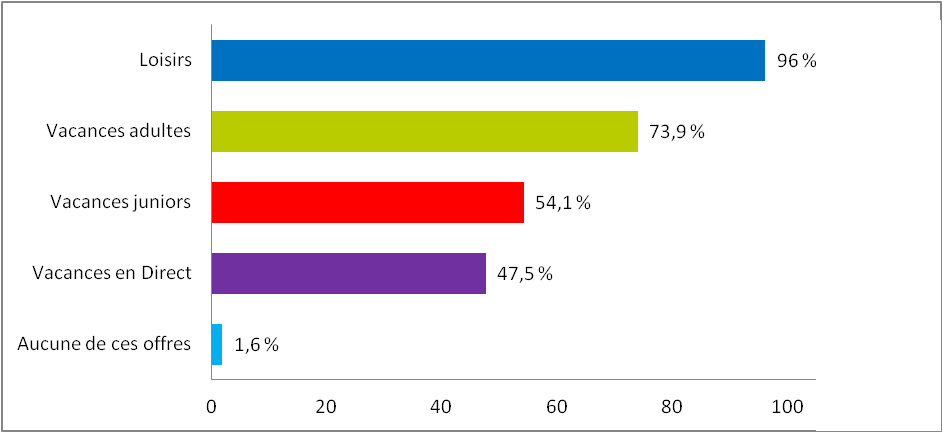 Loisirs 96 %
Vacances adultes 73,9 %
Vacances juniors 54,1 %
Vacances en Direct 47,5 %
Aucune de ces offres 1,6 %
0 20 40 60 80 100